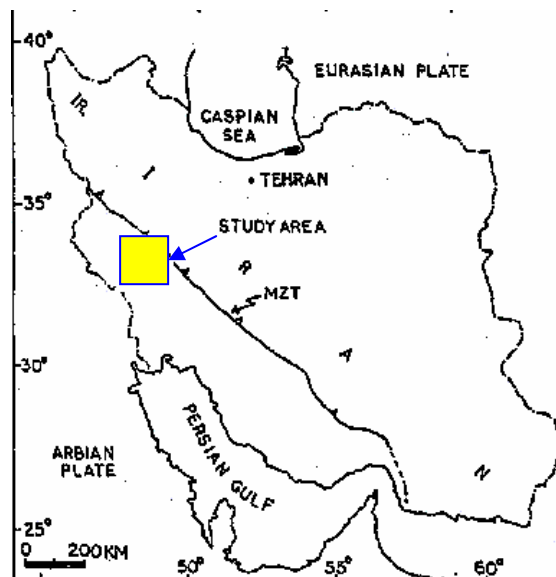 40°
EURASIAN PLATE
IR.
CASPIAN
SEA
I
TEHRAN
35°
STUDY AREA
R
MZT
A
30°
PERSIAN GULF
ARBIAN
PLATE
N
25°
0 200KM
50°
55°
60°